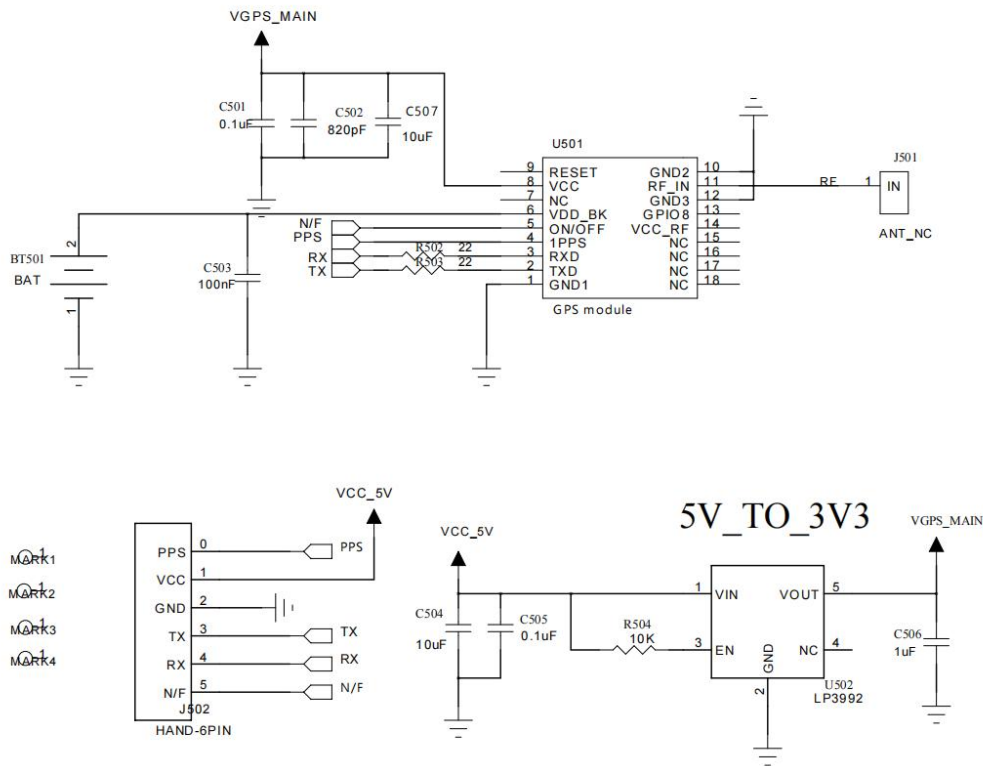 VGPS_MAIN
C501
0.1uF
C502
820pF
C507
10uF
U501
9 RESET GND2 10
8 VCC RF_IN 11
7 NC GND3 12
6 VDD_BK GPIO8 13
5 ON/OFF VCC_RF 14
4 1PPS NC 15
3 RXD NC 16
2 TXD NC 17
1 GND1 NC 18
GPS module
RF
1
IN
J501
ANT_NC
N/F
PPS
RX R502 22
TX R503 22
2
BT501
BAT
1
C503
100nF
VCC_5V
PPS 0 PPS
VCC 1
GND 2
TX 3 TX
RX 4 RX
N/F 5 N/F
J502
HAND-6PIN
1
MARK1
1
MARK2
1
MARK3
1
MARK4
5V_TO_3V3
VCC_5V
VGPS_MAIN
C504
10uF
C505
0.1uF
R504
10K
1 VIN VOUT 5
3 EN NC 4
GND
2
U502
LP3992
C506
1uF